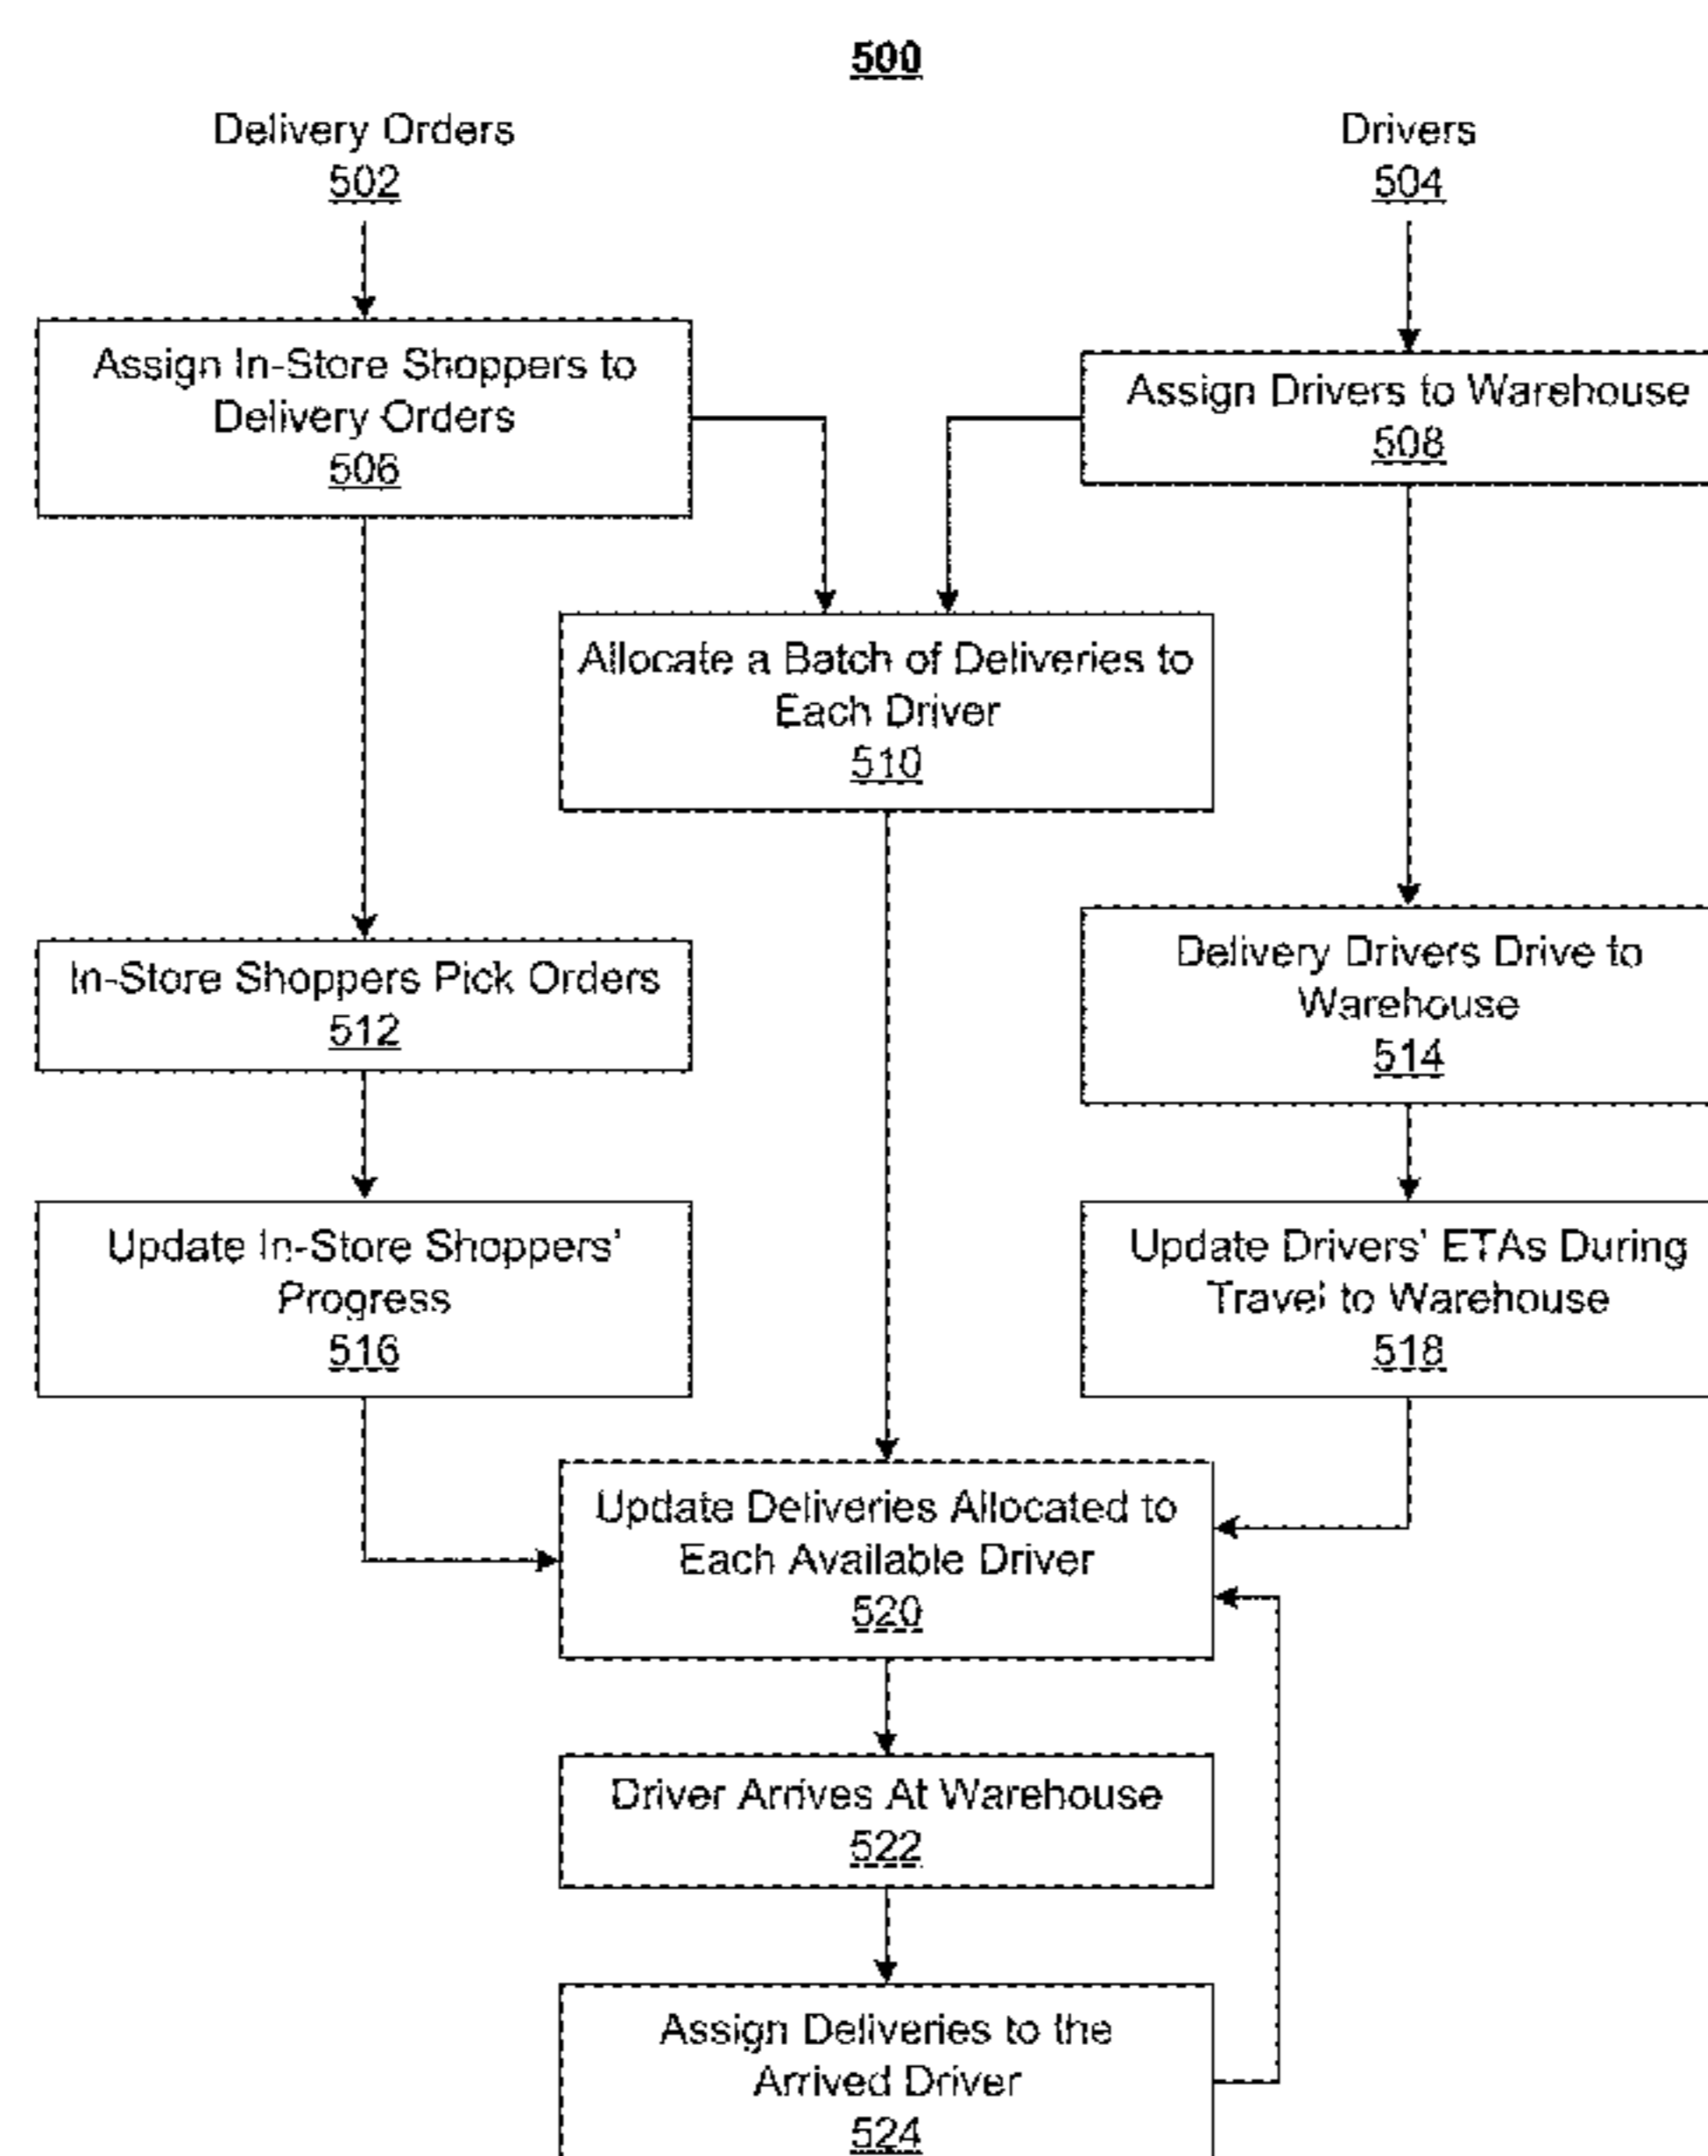 500
Delivery Orders
502
Drivers
504
Assign In-Store Shoppers to
Delivery Orders
506
Assign Drivers to Warehouse
508
Allocate a Batch of Deliveries to
Each Driver
510
In-Store Shoppers Pick Orders
512
Delivery Drivers Drive to
Warehouse
514
Update In-Store Shoppers'
Progress
516
Update Drivers' ETAs During
Travel to Warehouse
518
Update Deliveries Allocated to
Each Available Driver
520
Driver Arrives At Warehouse
522
Assign Deliveries to the
Arrived Driver
524